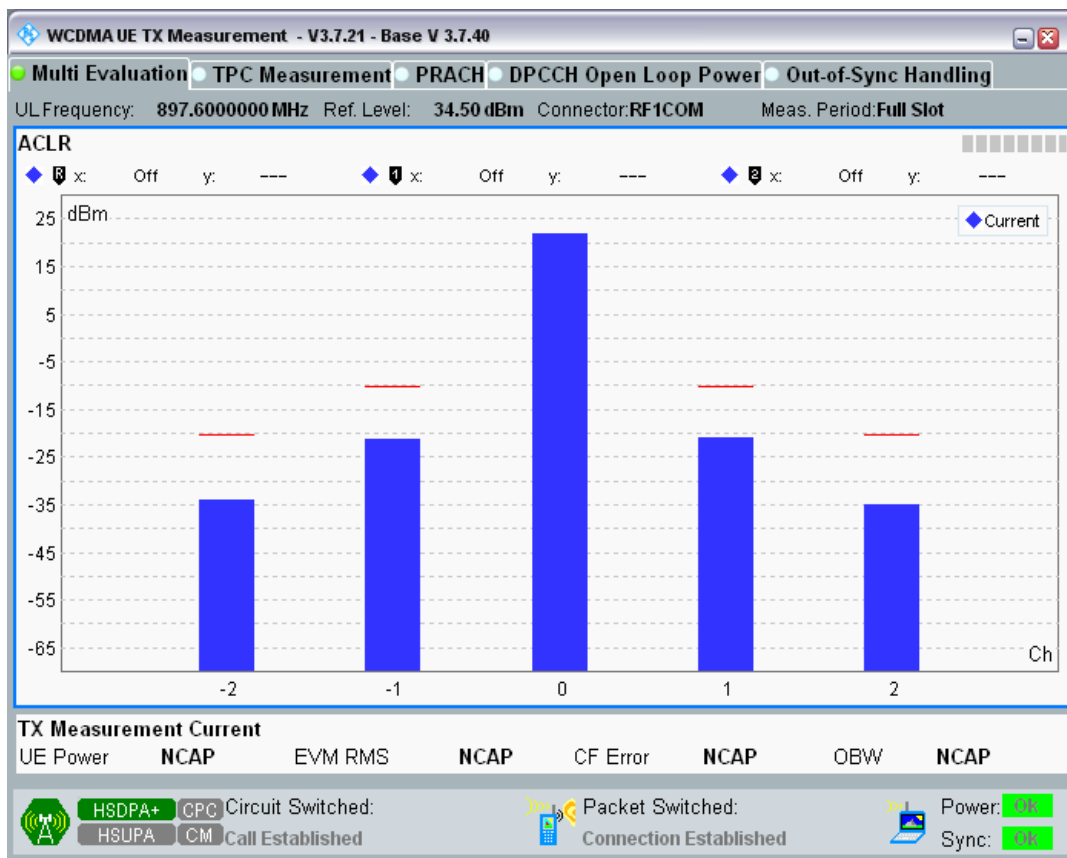 WCDMA UE TX Measurement - V3.7.21 - Base V 3.7.40
Multi Evaluation TPC Measurement PRACH DPCCH Open Loop Power Out-of-Sync Handling
UL Frequency: 897.6000000 MHz Ref. Level: 34.50 dBm Connector:RF1COM Meas. Period:Full Slot
ACLR
R x: Off y: --- 1 x: Off y: --- 2 x: Off y: ---
dBm
Current
25
15
5
-5
-15
-25
-35
-45
-55
-65
Ch
-2 -1 0 1 2
TX Measurement Current
UE Power NCAP EVM RMS NCAP CF Error NCAP OBW NCAP
HSDPA+ CPC Circuit Switched: Packet Switched: Power: Ok
HSUPA CM Call Established Connection Established Sync: Ok